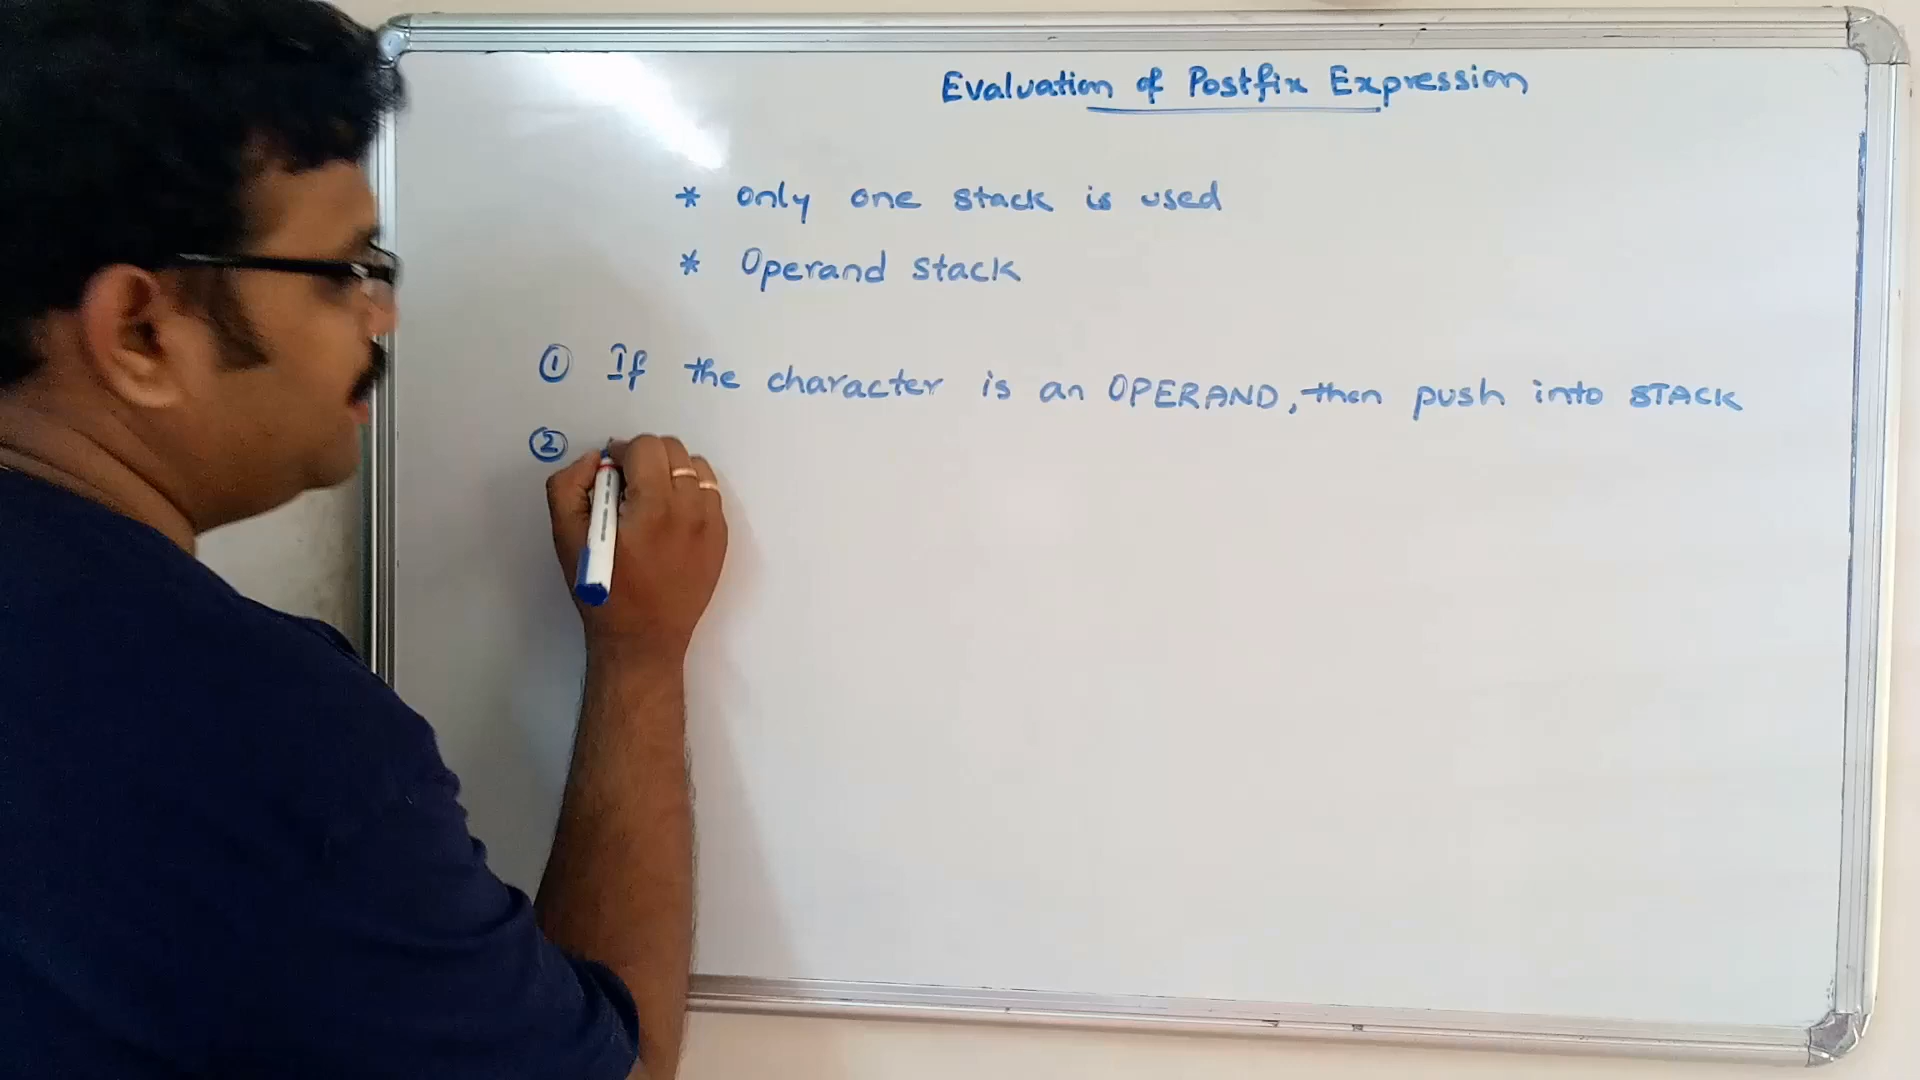 Evaluation of Postfix Expression
* only one stack is used
* Operand stack
① If the character is an OPERAND, then push into STACK
②